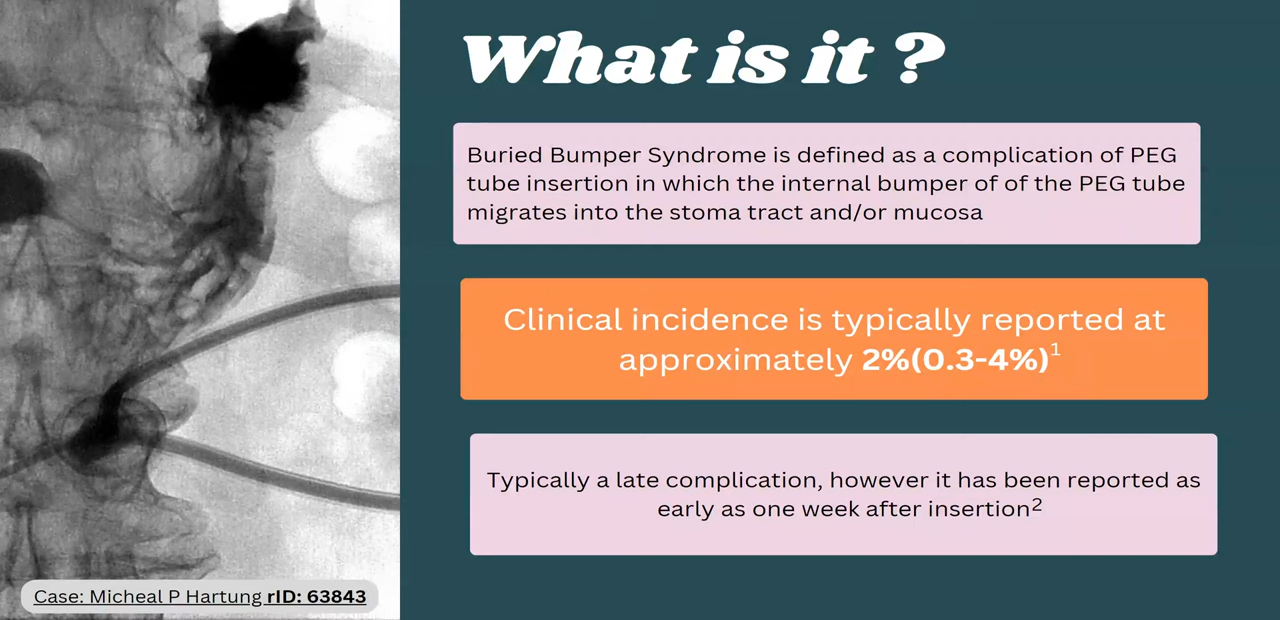 What is it ?
Buried Bumper Syndrome is defined as a complication of PEG
tube insertion in which the internal bumper of of the PEG tube
migrates into the stoma tract and/or mucosa
Clinical incidence is typically reported at
approximately 2%(0.3-4%)1
Typically a late complication, however it has been reported as
early as one week after insertion2
Case: Micheal P Hartung rID: 63843